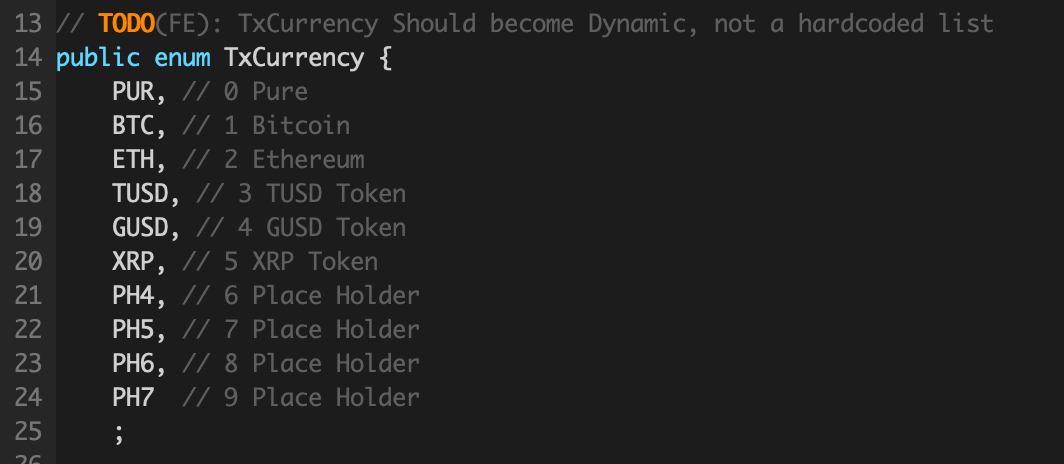 13 // TODO(FE): TxCurrency Should become Dynamic, not a hardcoded list
14 public enum TxCurrency {
15     PUR, // 0 Pure
16     BTC, // 1 Bitcoin
17     ETH, // 2 Ethereum
18     TUSD, // 3 TUSD Token
19     GUSD, // 4 GUSD Token
20     XRP, // 5 XRP Token
21     PH4, // 6 Place Holder
22     PH5, // 7 Place Holder
23     PH6, // 8 Place Holder
24     PH7  // 9 Place Holder
25     ;
26